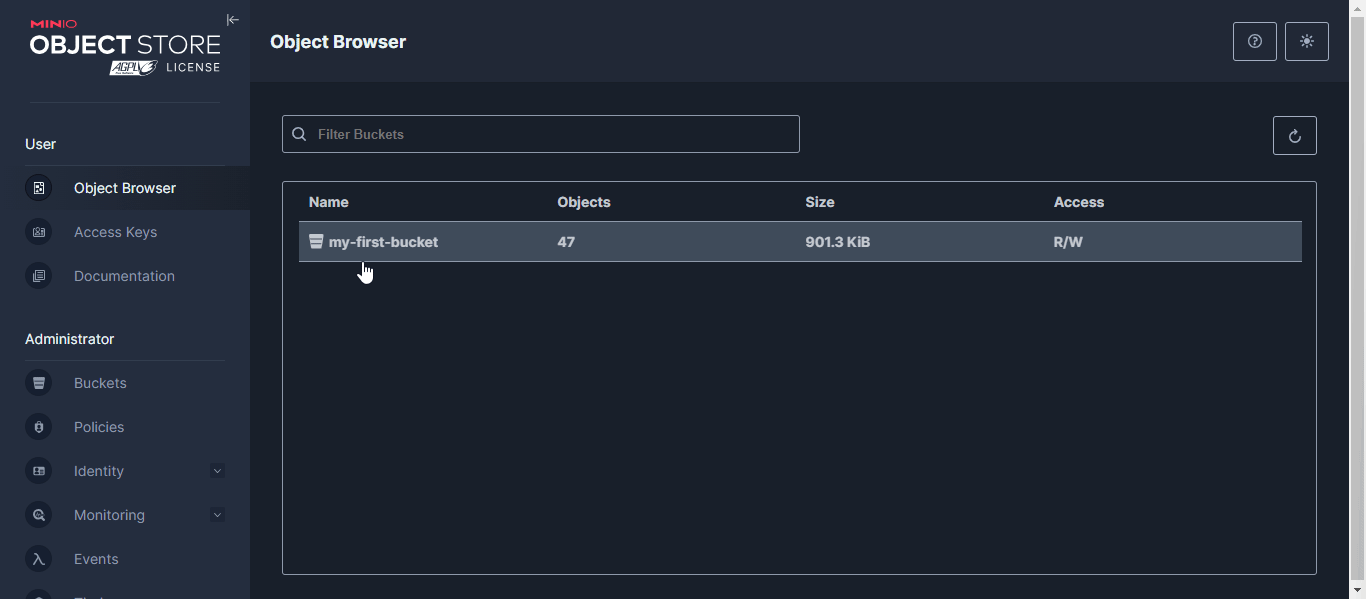 MINIO
OBJECT STORE
AGPLv3 LICENSE
User
Object Browser
Access Keys
Documentation
Administrator
Buckets
Policies
Identity
Monitoring
Events
Object Browser
Filter Buckets
Name Objects Size Access
my-first-bucket 47 901.3 KiB R/W